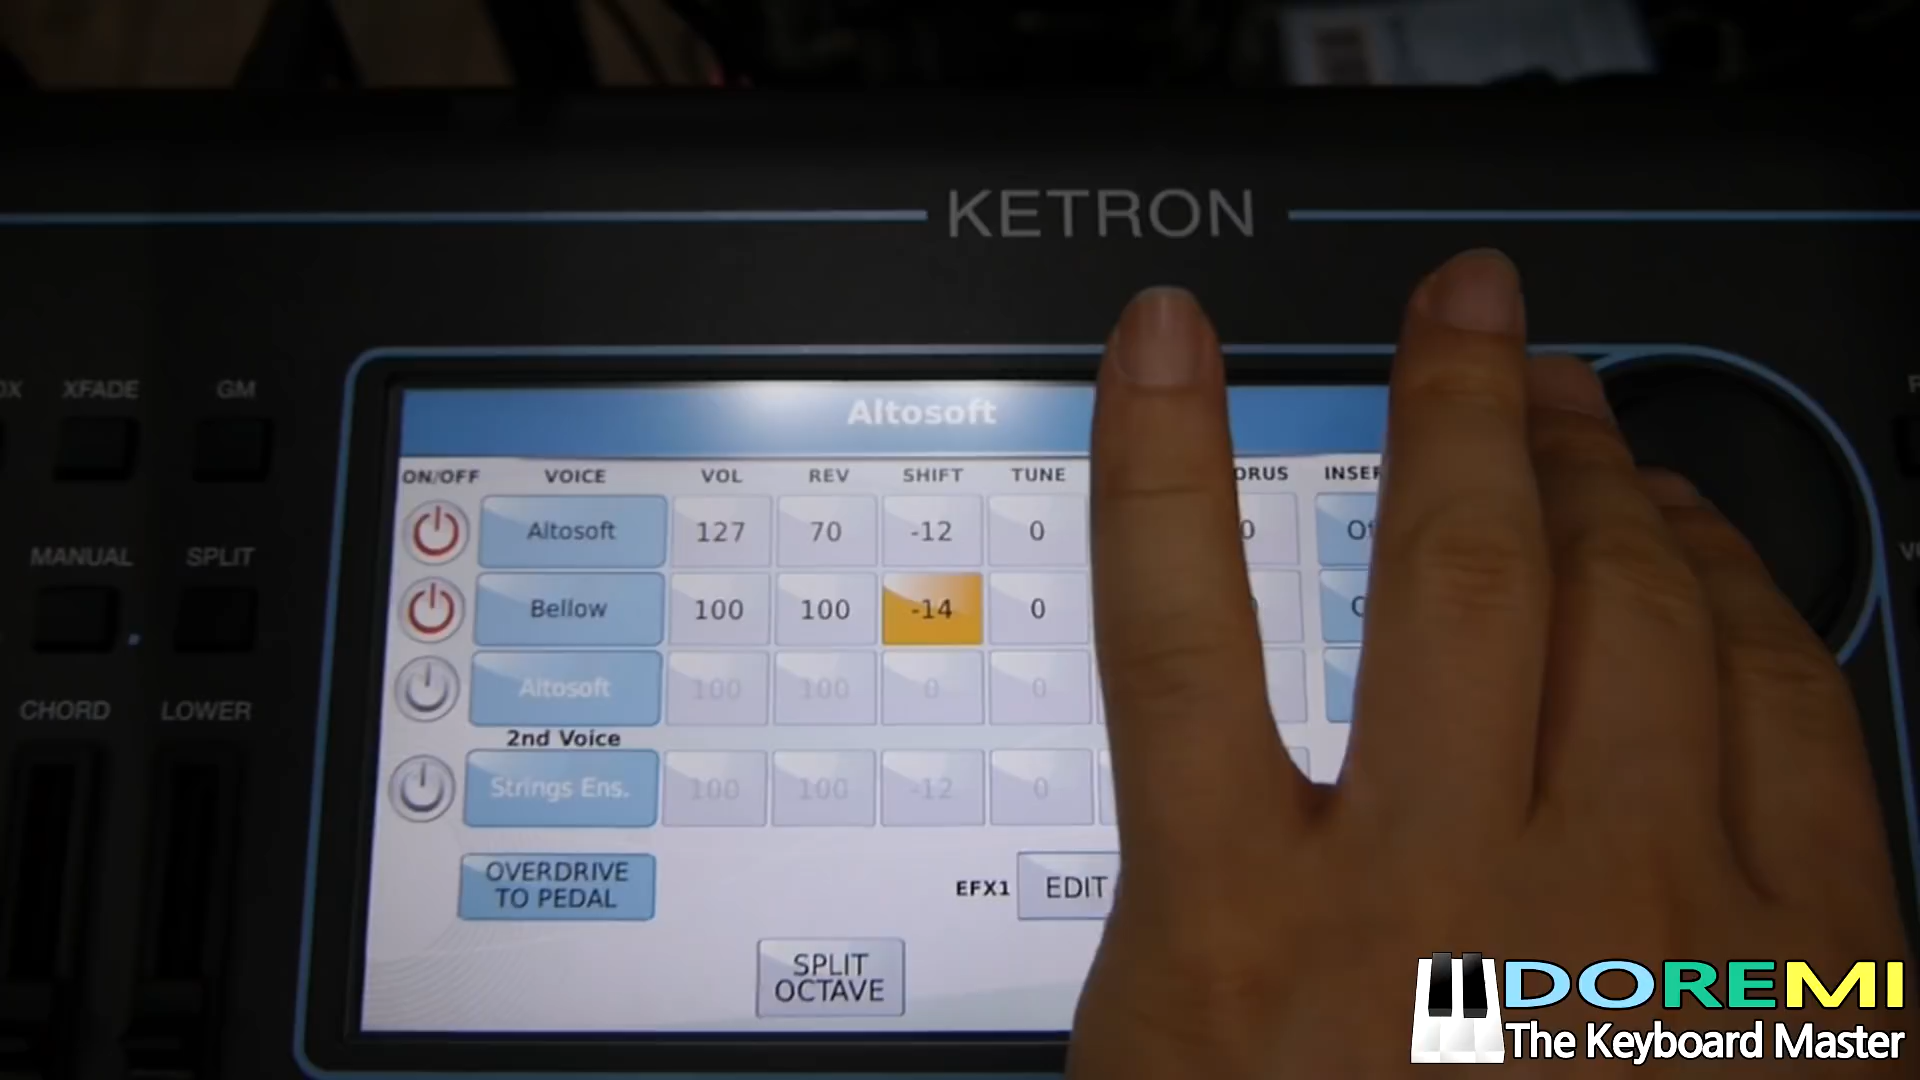 KETRON
XFADE GM
MANUAL SPLIT
CHORD LOWER
Altosoft
ON/OFF VOICE VOL REV SHIFT TUNE
Altosoft 127 70 -12 0
Bellow 100 100 -14 0
Altosoft 100 100 0 0
2nd Voice
Strings Ens. 100 100 -12 0
OVERDRIVE
TO PEDAL
EFX1 EDIT
SPLIT
OCTAVE
DOREMI
The Keyboard Master